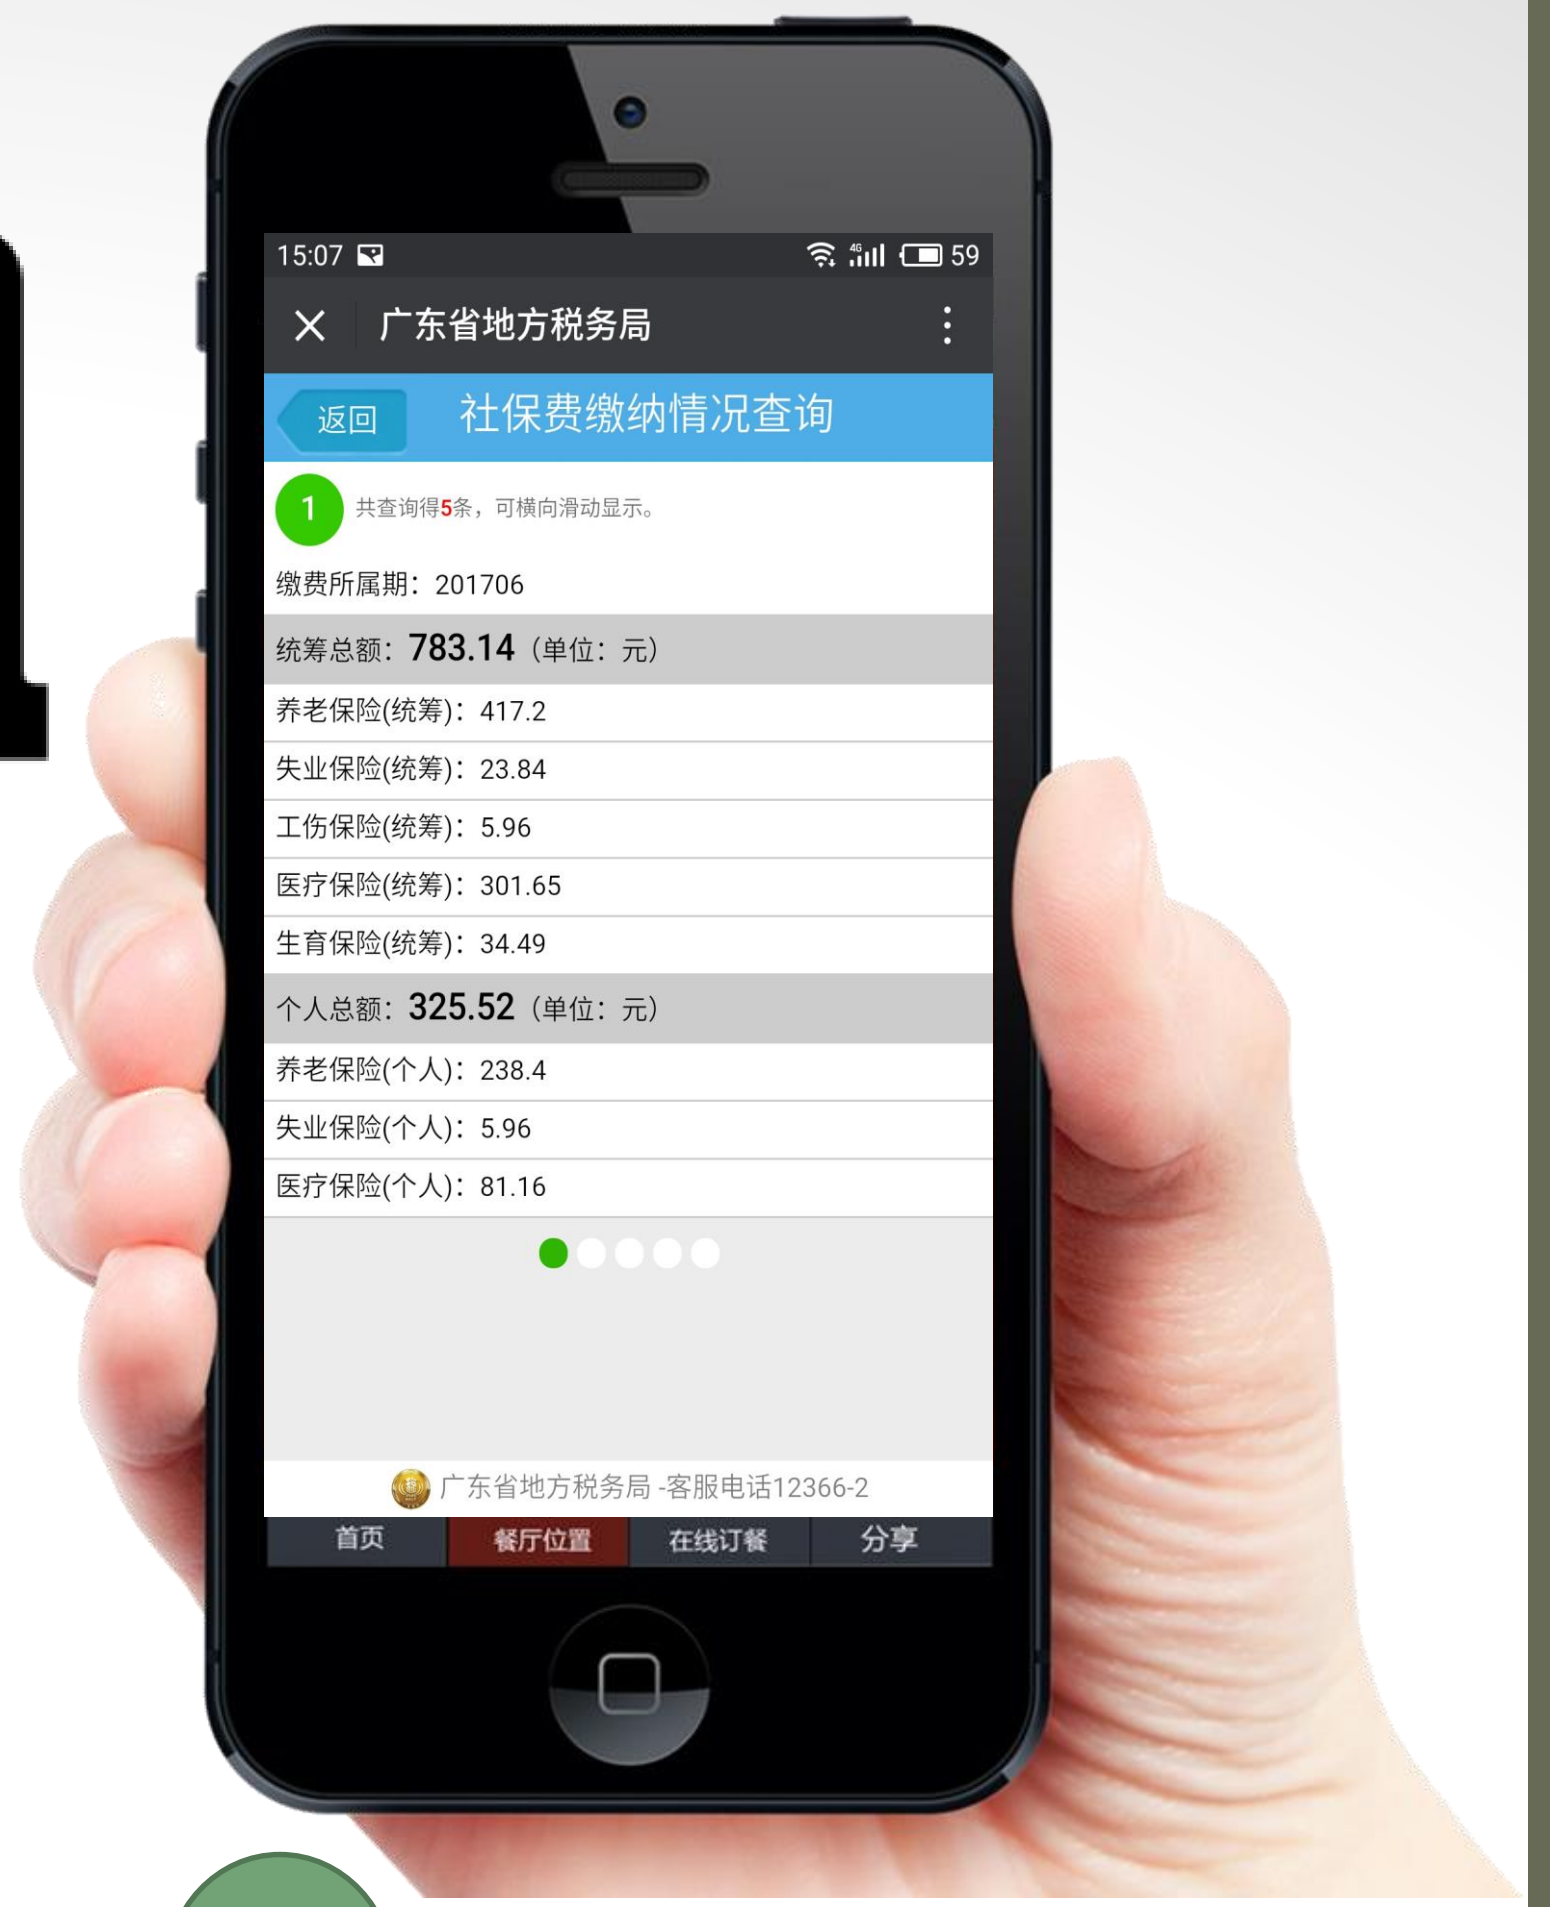 15:07 4G 59
广东省地方税务局
返回 社保费缴纳情况查询
1 共查询得5条，可横向滑动显示。
缴费所属期：201706
统筹总额：783.14（单位：元）
养老保险(统筹)：417.2
失业保险(统筹)：23.84
工伤保险(统筹)：5.96
医疗保险(统筹)：301.65
生育保险(统筹)：34.49
个人总额：325.52（单位：元）
养老保险(个人)：238.4
失业保险(个人)：5.96
医疗保险(个人)：81.16
广东省地方税务局 -客服电话12366-2
首页 餐厅位置 在线订餐 分享